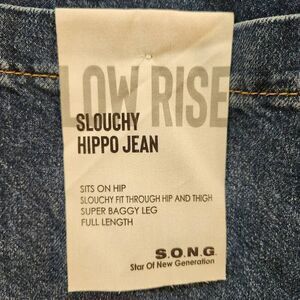 LOW RISE
SLOUCHY
HIPPO JEAN
SITS ON HIP
SLOUCHY FIT THROUGH HIP AND THIGH
SUPER BAGGY LEG
FULL LENGTH
S.O.N.G.
Star Of New Generation